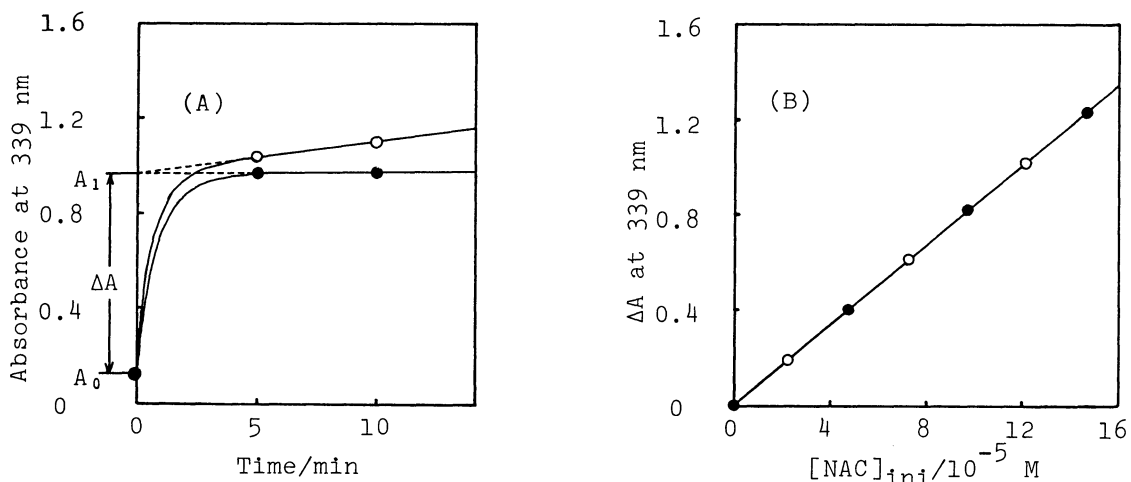 (A)
Absorbance at 339 nm
1.6
1.2
A₁
0.8
ΔA
0.4
A₀
0
0
5
10
Time/min
(B)
ΔA at 339 nm
1.6
1.2
0.8
0.4
0
0
4
8
12
16
[NAC]ini/10⁻⁵ M